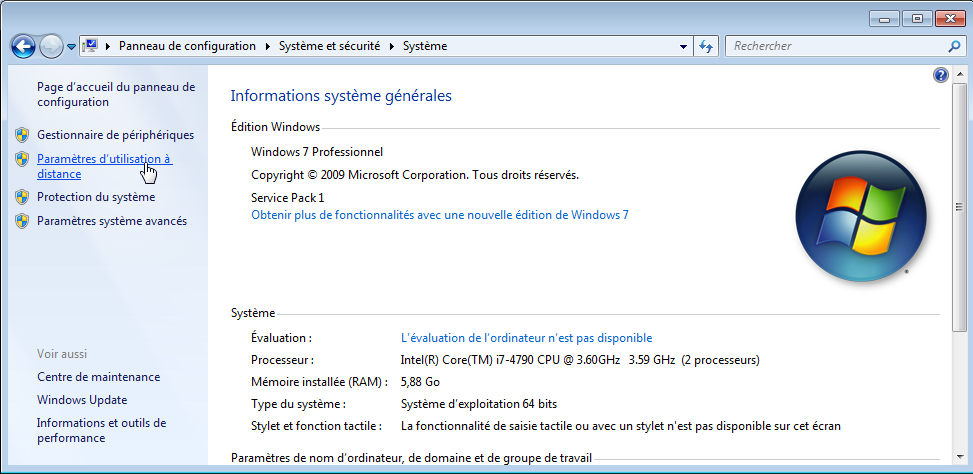 Panneau de configuration
Système et sécurité
Système
Rechercher
Page d'accueil du panneau de
configuration
Gestionnaire de périphériques
Paramètres d'utilisation à
distance
Protection du système
Paramètres système avancés
Voir aussi
Centre de maintenance
Windows Update
Informations et outils de
performance
Informations système générales
Édition Windows
Windows 7 Professionnel
Copyright © 2009 Microsoft Corporation. Tous droits réservés.
Service Pack 1
Obtenir plus de fonctionnalités avec une nouvelle édition de Windows 7
Système
Évaluation : L'évaluation de l'ordinateur n'est pas disponible
Processeur : Intel(R) Core(TM) i7-4790 CPU @ 3.60GHz 3.59 GHz (2 processeurs)
Mémoire installée (RAM) : 5,88 Go
Type du système : Système d'exploitation 64 bits
Stylet et fonction tactile : La fonctionnalité de saisie tactile ou avec un stylet n'est pas disponible sur cet écran
Paramètres de nom d'ordinateur, de domaine et de groupe de travail